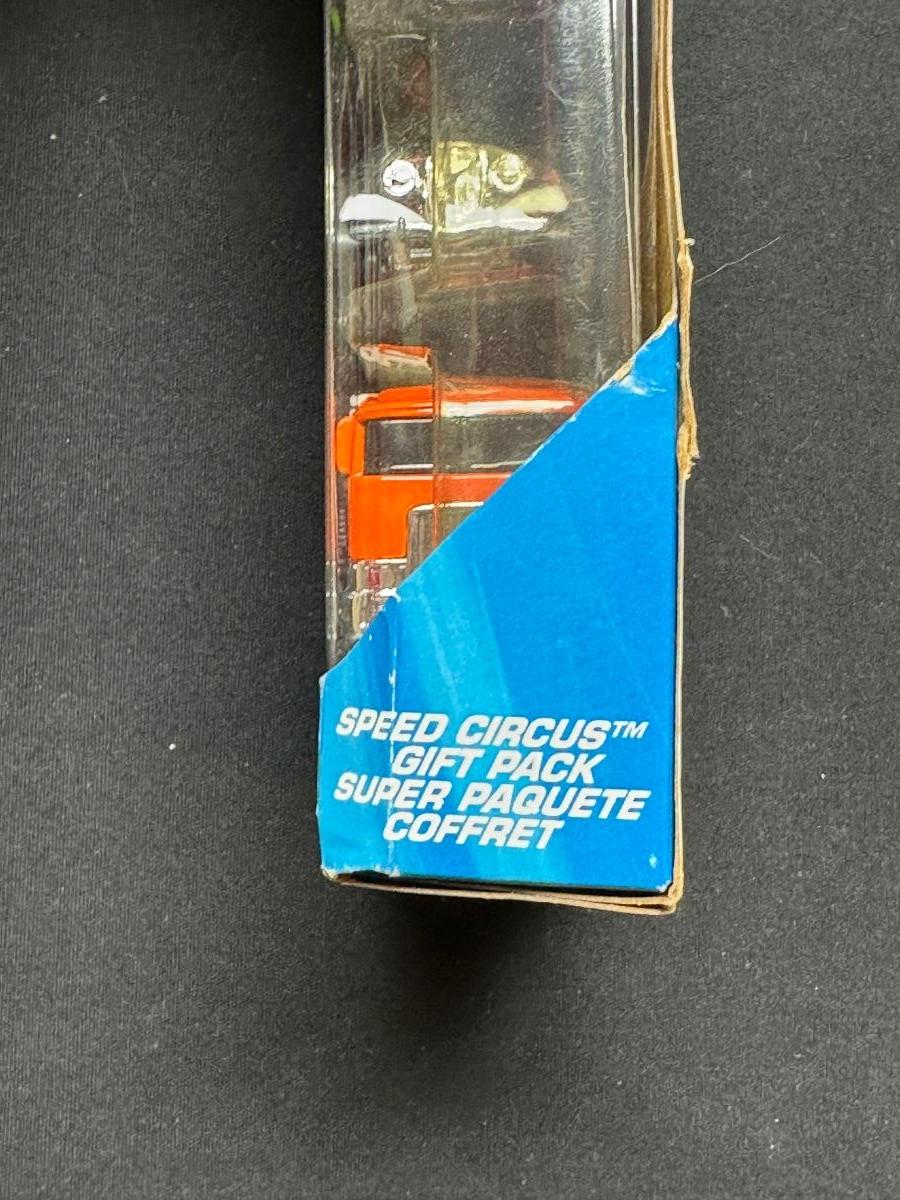 SPEED CIRCUS™
GIFT PACK
SUPER PAQUETE
COFFRET